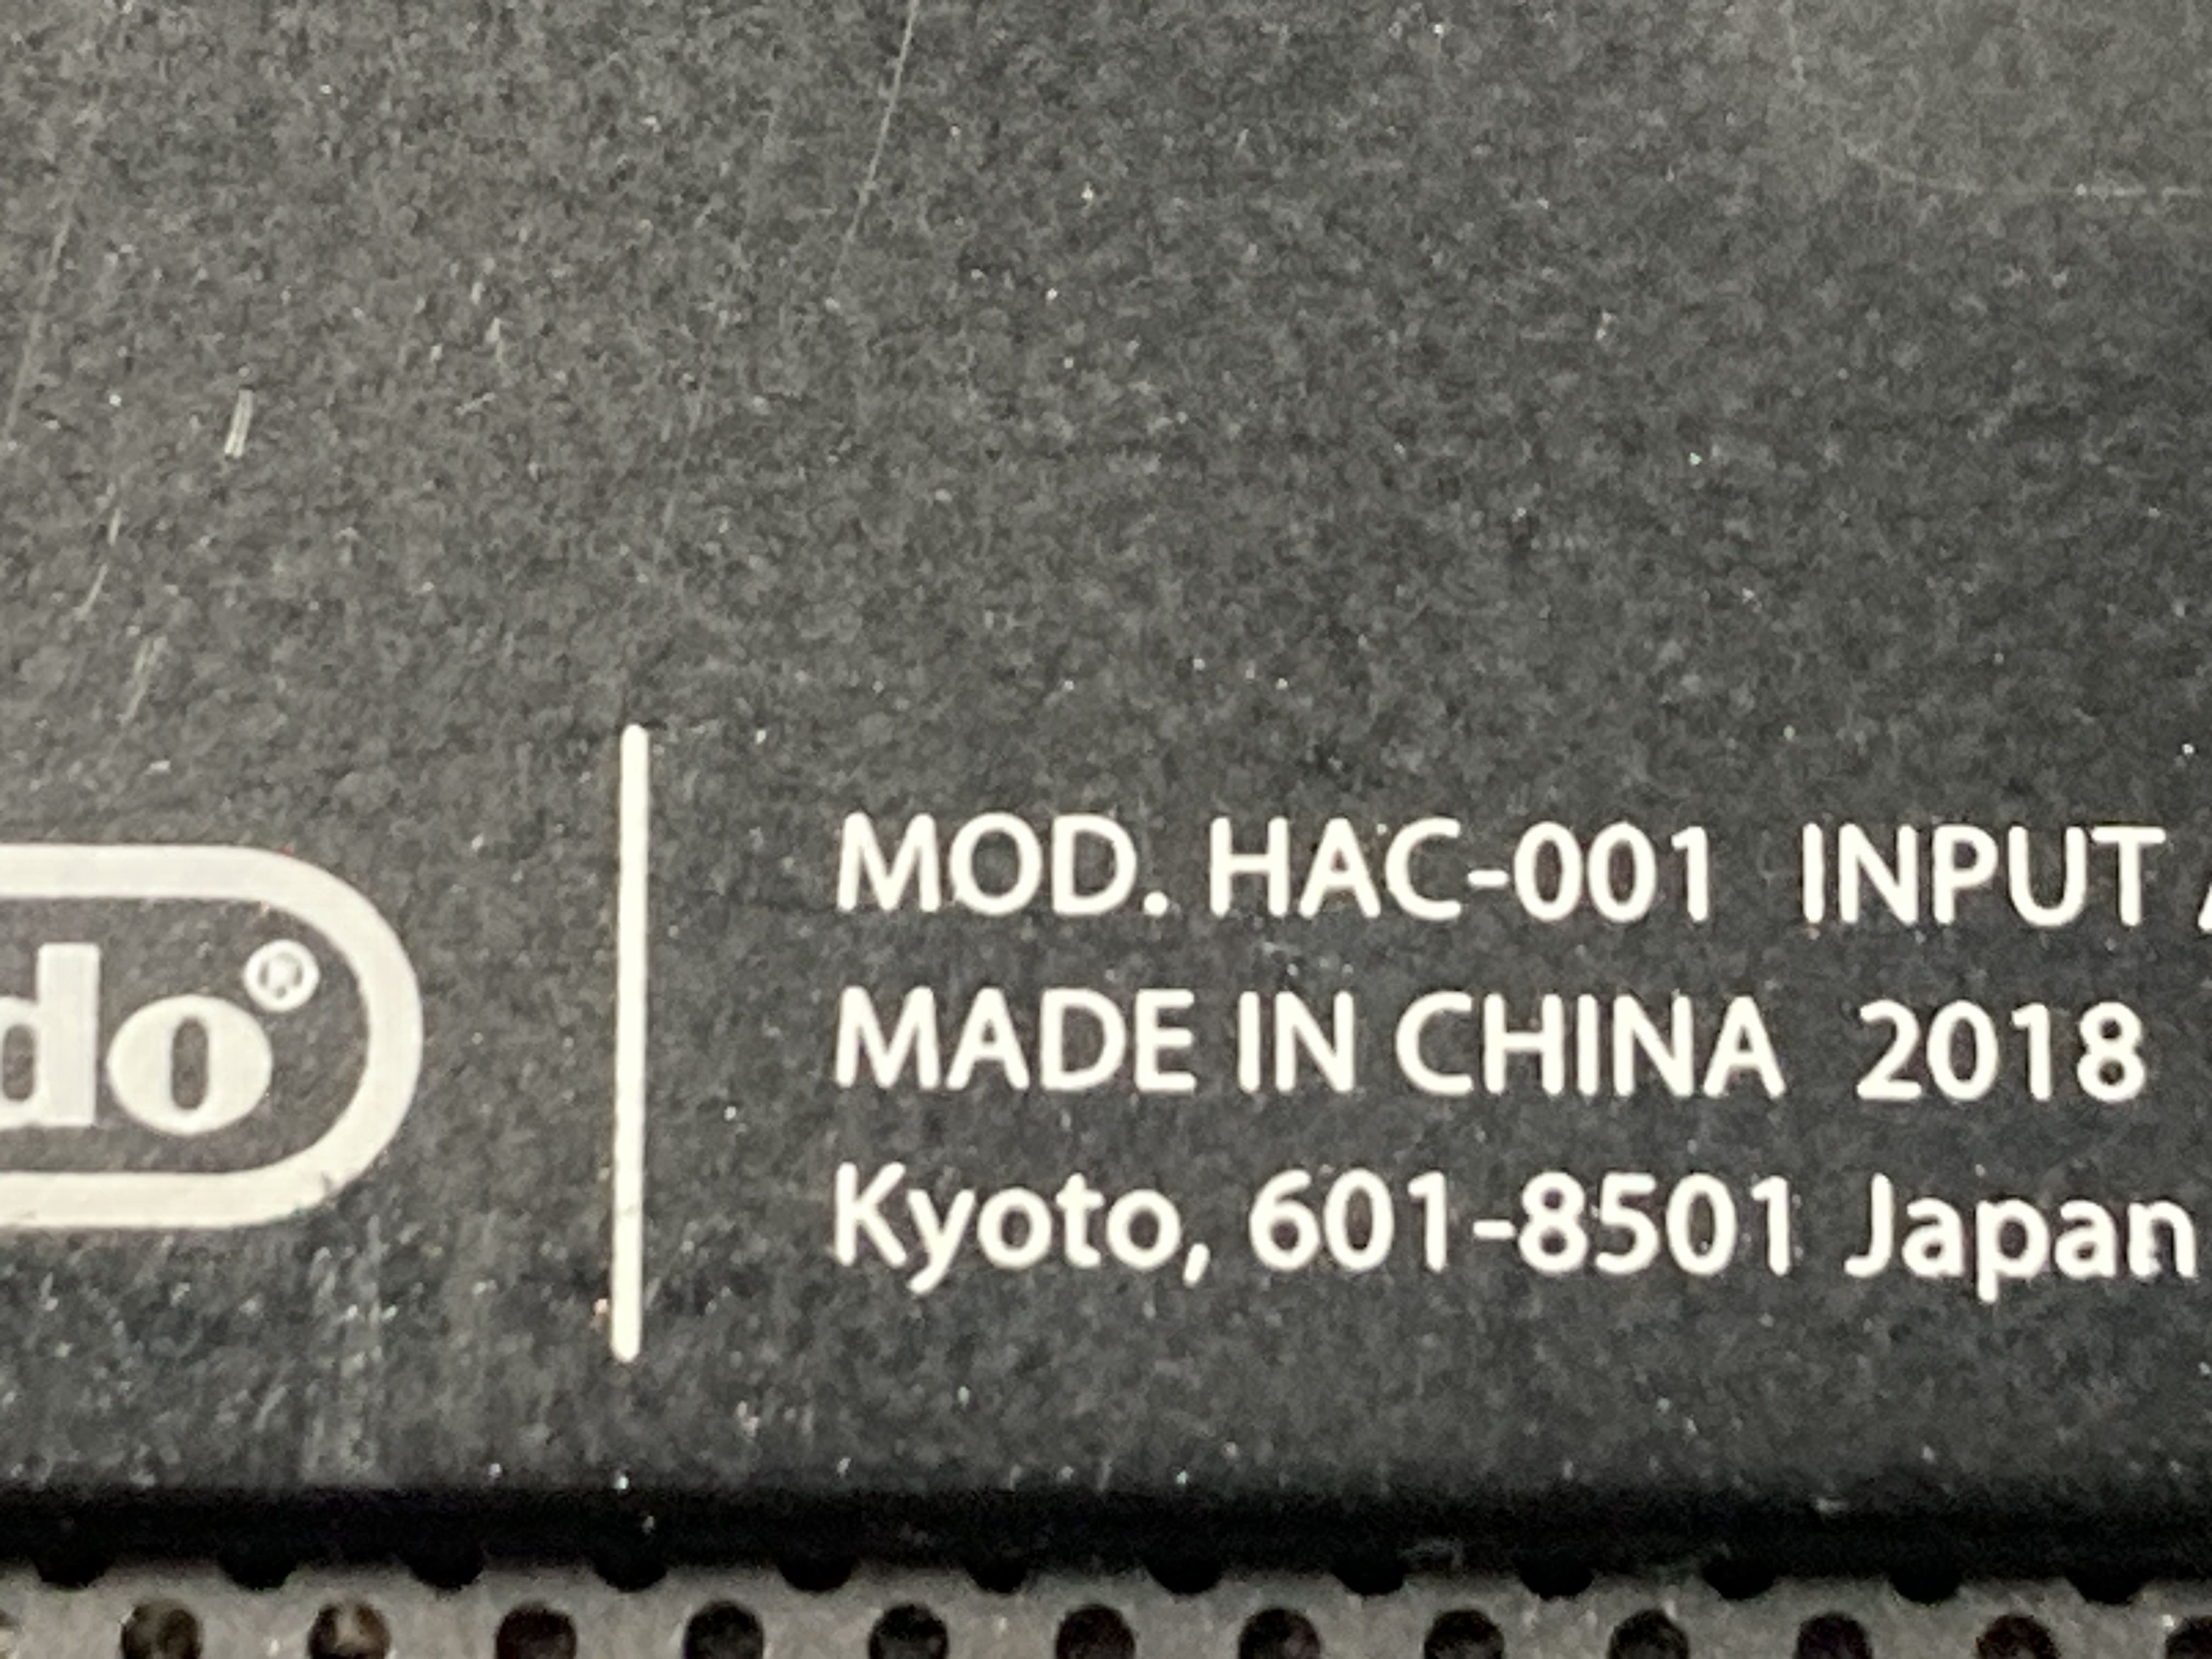 do®
MOD. HAC-001 INPUT
MADE IN CHINA 2018
Kyoto, 601-8501 Japan